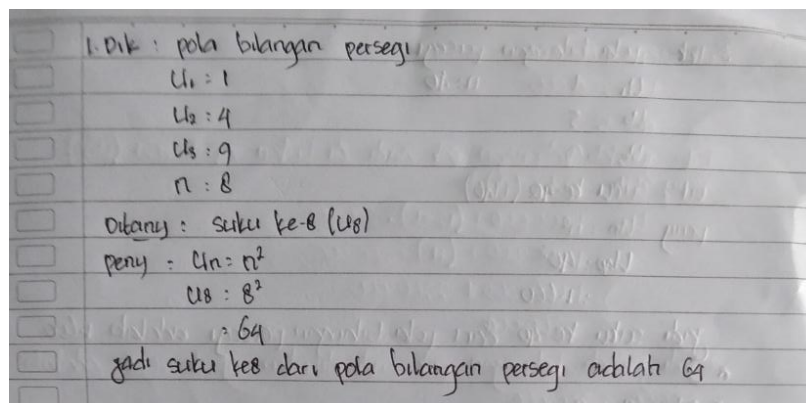 1. Dik : pola bilangan persegi
U₁ : 1
U₂ : 4
U₃ : 9
n : 8
Ditany : suku ke-8 (U8)
peny : Un = n²
U8 : 8²
: 64
Jadi suku ke8 dari pola bilangan persegi adalah 64.